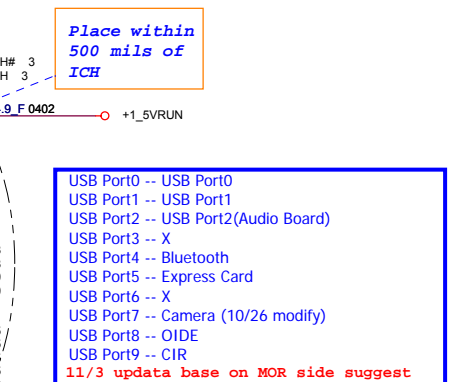 Place within
500 mils of
ICH
H# 3
H 3
.9_F 0402
+1_5VRUN
USB Port0 -- USB Port0
USB Port1 -- USB Port1
USB Port2 -- USB Port2(Audio Board)
USB Port3 -- X
USB Port4 -- Bluetooth
USB Port5 -- Express Card
USB Port6 -- X
USB Port7 -- Camera (10/26 modify)
USB Port8 -- OIDE
USB Port9 -- CIR
11/3 updata base on MOR side suggest